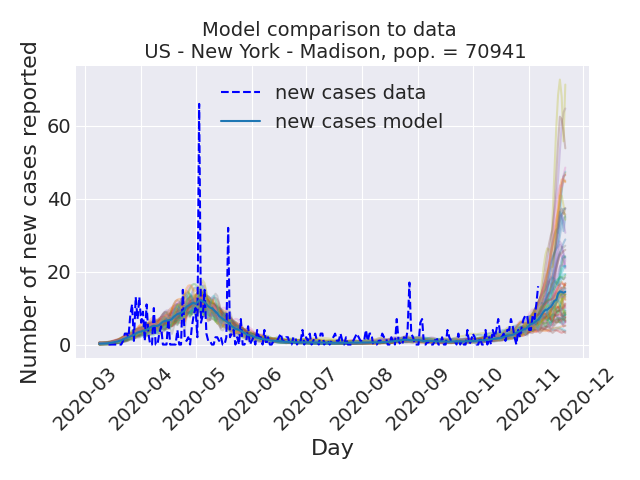 Model comparison to data
US - New York - Madison, pop. = 70941
Number of new cases reported
60
40
20
0
new cases data
new cases model
2020-03
2020-04
2020-05
2020-06
2020-07
2020-08
2020-09
2020-10
2020-11
2020-12
Day